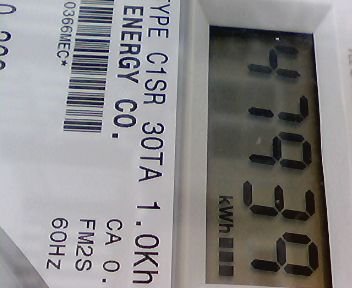 47939
kWh
TYPE C1SR 30TA 1.0Kh
ENERGY CO. CA 0.
FM2S
60HZ
0366MEC*